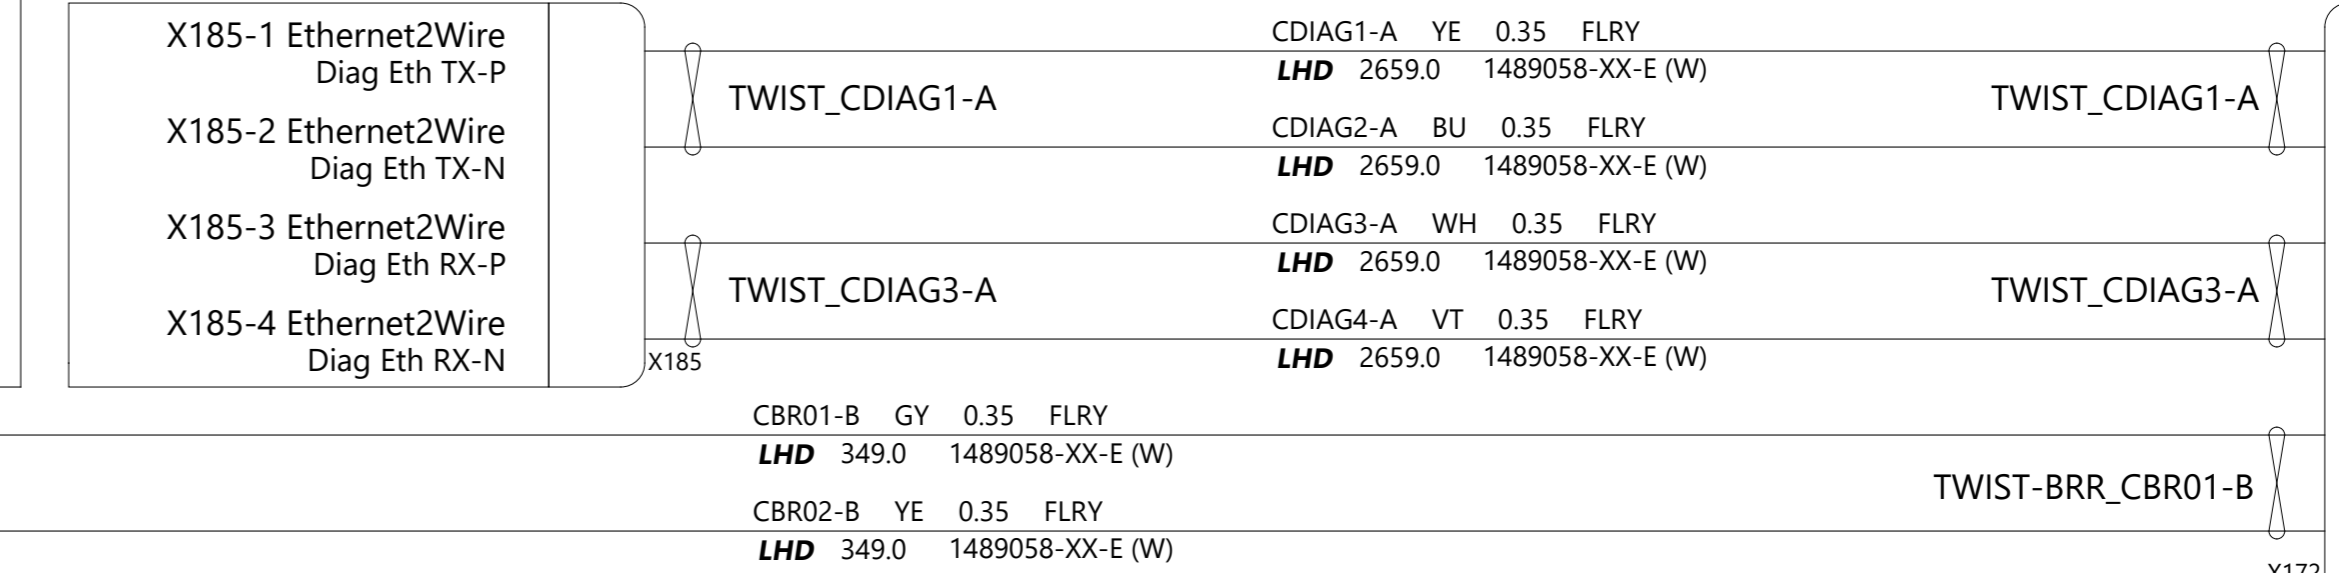 X185-1 Ethernet2Wire
Diag Eth TX-P
X185-2 Ethernet2Wire
Diag Eth TX-N
X185-3 Ethernet2Wire
Diag Eth RX-P
X185-4 Ethernet2Wire
Diag Eth RX-N
X185
TWIST_CDIAG1-A
CDIAG1-A YE 0.35 FLRY
LHD 2659.0 1489058-XX-E (W)
TWIST_CDIAG1-A
CDIAG2-A BU 0.35 FLRY
LHD 2659.0 1489058-XX-E (W)
TWIST_CDIAG3-A
CDIAG3-A WH 0.35 FLRY
LHD 2659.0 1489058-XX-E (W)
TWIST_CDIAG3-A
CDIAG4-A VT 0.35 FLRY
LHD 2659.0 1489058-XX-E (W)
CBR01-B GY 0.35 FLRY
LHD 349.0 1489058-XX-E (W)
TWIST-BRR_CBR01-B
CBR02-B YE 0.35 FLRY
LHD 349.0 1489058-XX-E (W)
X172